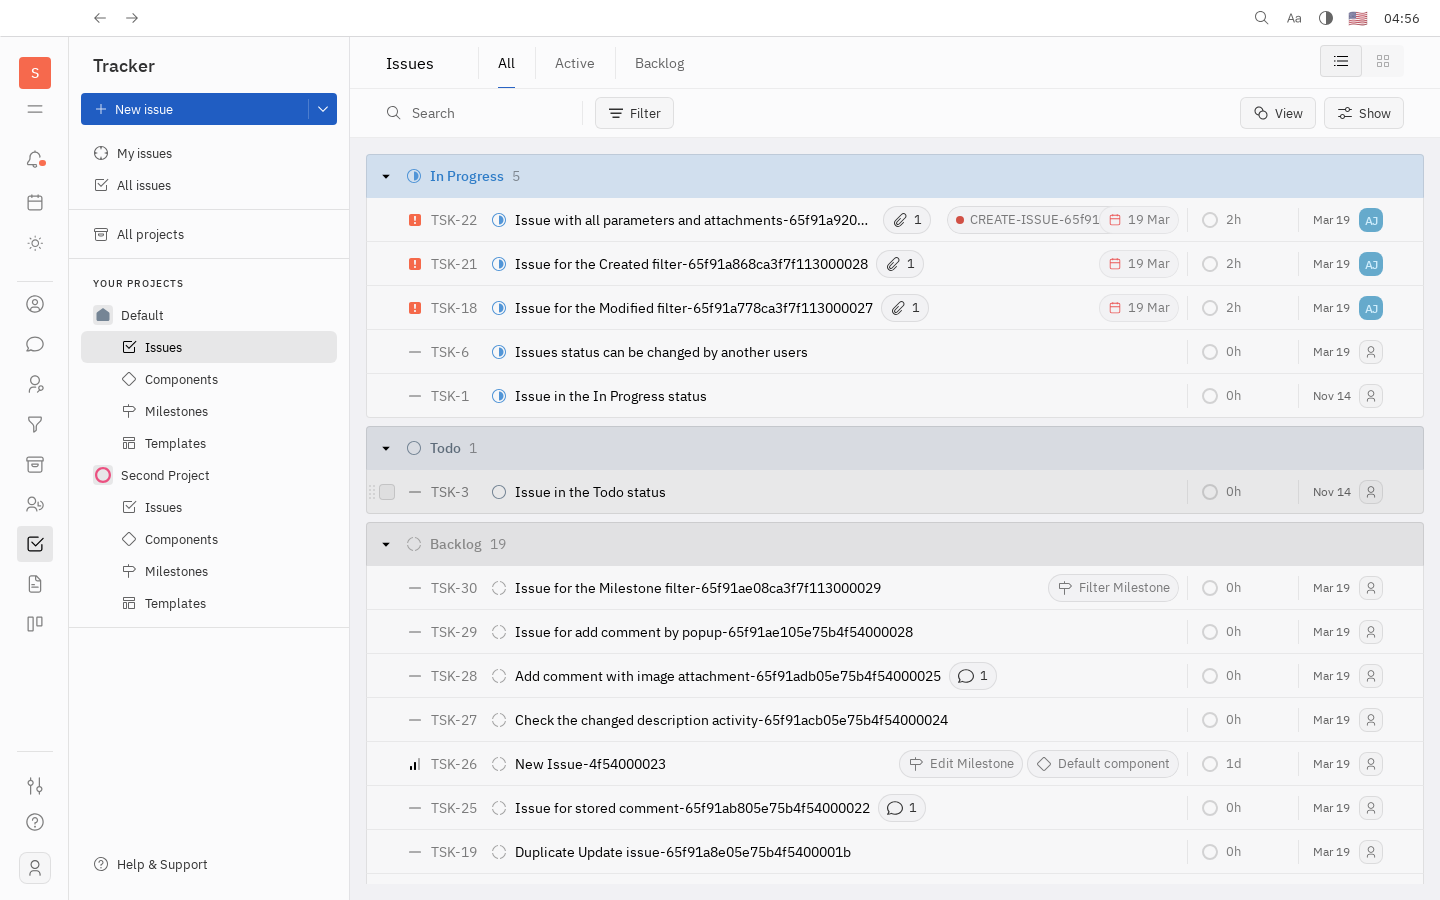 Aa 04:56
S
Tracker
New issue
My issues
All issues
All projects
YOUR PROJECTS
Default
Issues
Components
Milestones
Templates
Second Project
Issues
Components
Milestones
Templates
Help & Support
Issues All Active Backlog
Search Filter View Show
In Progress 5
TSK-22 Issue with all parameters and attachments-65f91a920... 1 CREATE-ISSUE-65f91 19 Mar 2h Mar 19 AJ
TSK-21 Issue for the Created filter-65f91a868ca3f7f113000028 1 19 Mar 2h Mar 19 AJ
TSK-18 Issue for the Modified filter-65f91a778ca3f7f113000027 1 19 Mar 2h Mar 19 AJ
TSK-6 Issues status can be changed by another users 0h Mar 19
TSK-1 Issue in the In Progress status 0h Nov 14
Todo 1
TSK-3 Issue in the Todo status 0h Nov 14
Backlog 19
TSK-30 Issue for the Milestone filter-65f91ae08ca3f7f113000029 Filter Milestone 0h Mar 19
TSK-29 Issue for add comment by popup-65f91ae105e75b4f54000028 0h Mar 19
TSK-28 Add comment with image attachment-65f91adb05e75b4f54000025 1 0h Mar 19
TSK-27 Check the changed description activity-65f91acb05e75b4f54000024 0h Mar 19
TSK-26 New Issue-4f54000023 Edit Milestone Default component 1d Mar 19
TSK-25 Issue for stored comment-65f91ab805e75b4f54000022 1 0h Mar 19
TSK-19 Duplicate Update issue-65f91a8e05e75b4f5400001b 0h Mar 19